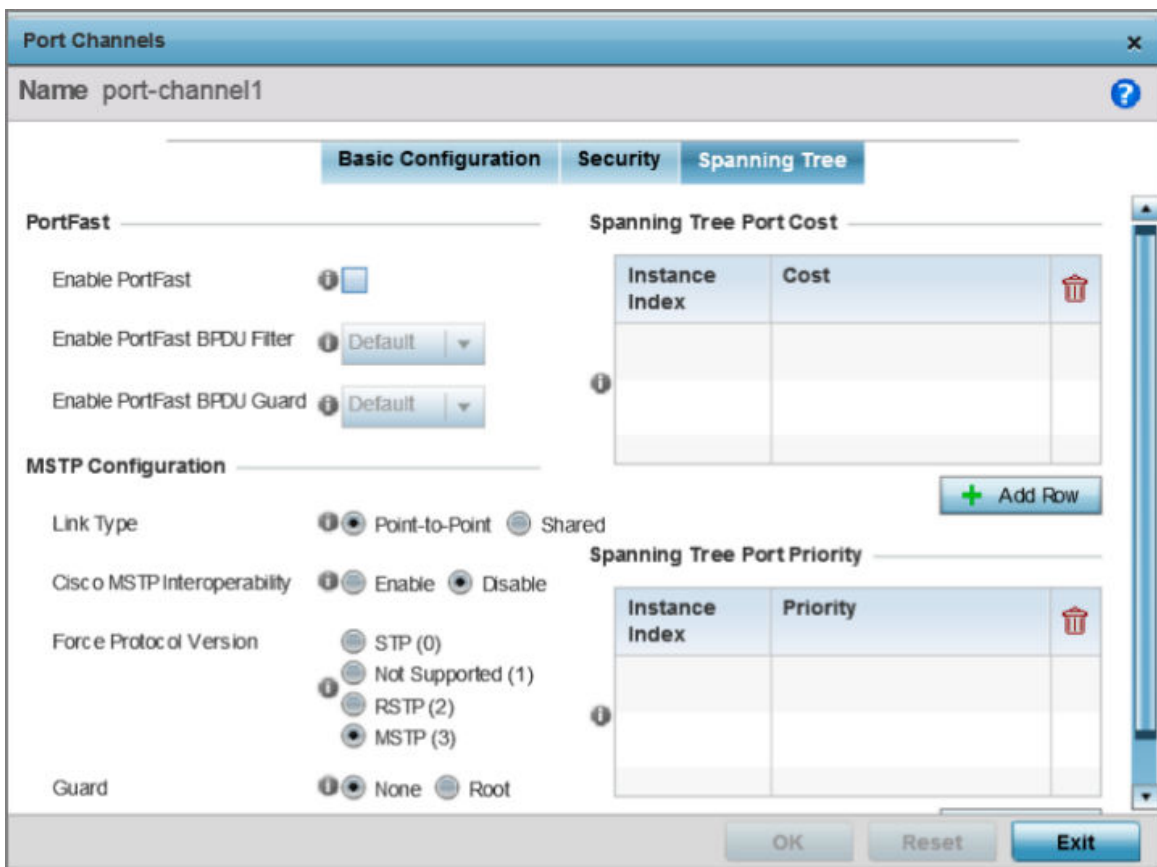 Port Channels
Name port-channel1
Basic Configuration Security Spanning Tree
PortFast
Enable PortFast
Enable PortFast BPDU Filter Default
Enable PortFast BPDU Guard Default
MSTP Configuration
Link Type Point-to-Point Shared
Cisco MSTP Interoperability Enable Disable
Force Protocol Version STP (0)
Not Supported (1)
RSTP (2)
MSTP (3)
Guard None Root
Spanning Tree Port Cost
Instance Index Cost
Add Row
Spanning Tree Port Priority
Instance Index Priority
OK Reset Exit